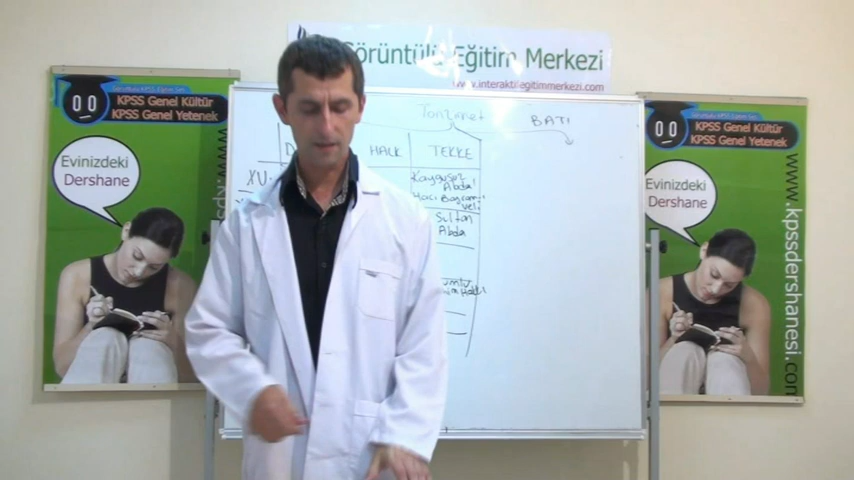 Görüntülü Eğitim Merkezi
www.interaktifegitimmerkezi.com
KPSS Genel Kültür
KPSS Genel Yetenek
Evinizdeki
Dershane
KPSS Genel Kültür
KPSS Genel Yetenek
Evinizdeki
Dershane
www.kpssdershanesi.com
Tanzimat
BATI
D
HALK
TEKKE
XV.
Kaygusuz
Abdal
Hacı Bayram-ı
Veli
Sultan
Abdal